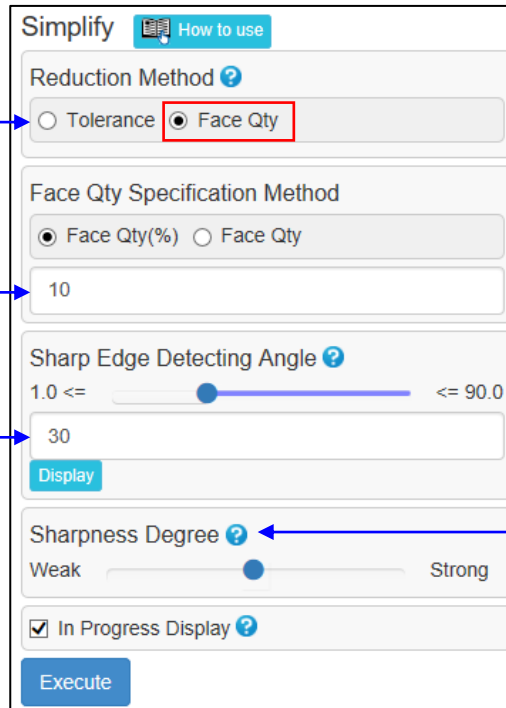 Simplify How to use
Reduction Method
Tolerance Face Qty
Face Qty Specification Method
Face Qty(%) Face Qty
10
Sharp Edge Detecting Angle
1.0 <= <= 90.0
30
Display
Sharpness Degree
Weak Strong
In Progress Display
Execute